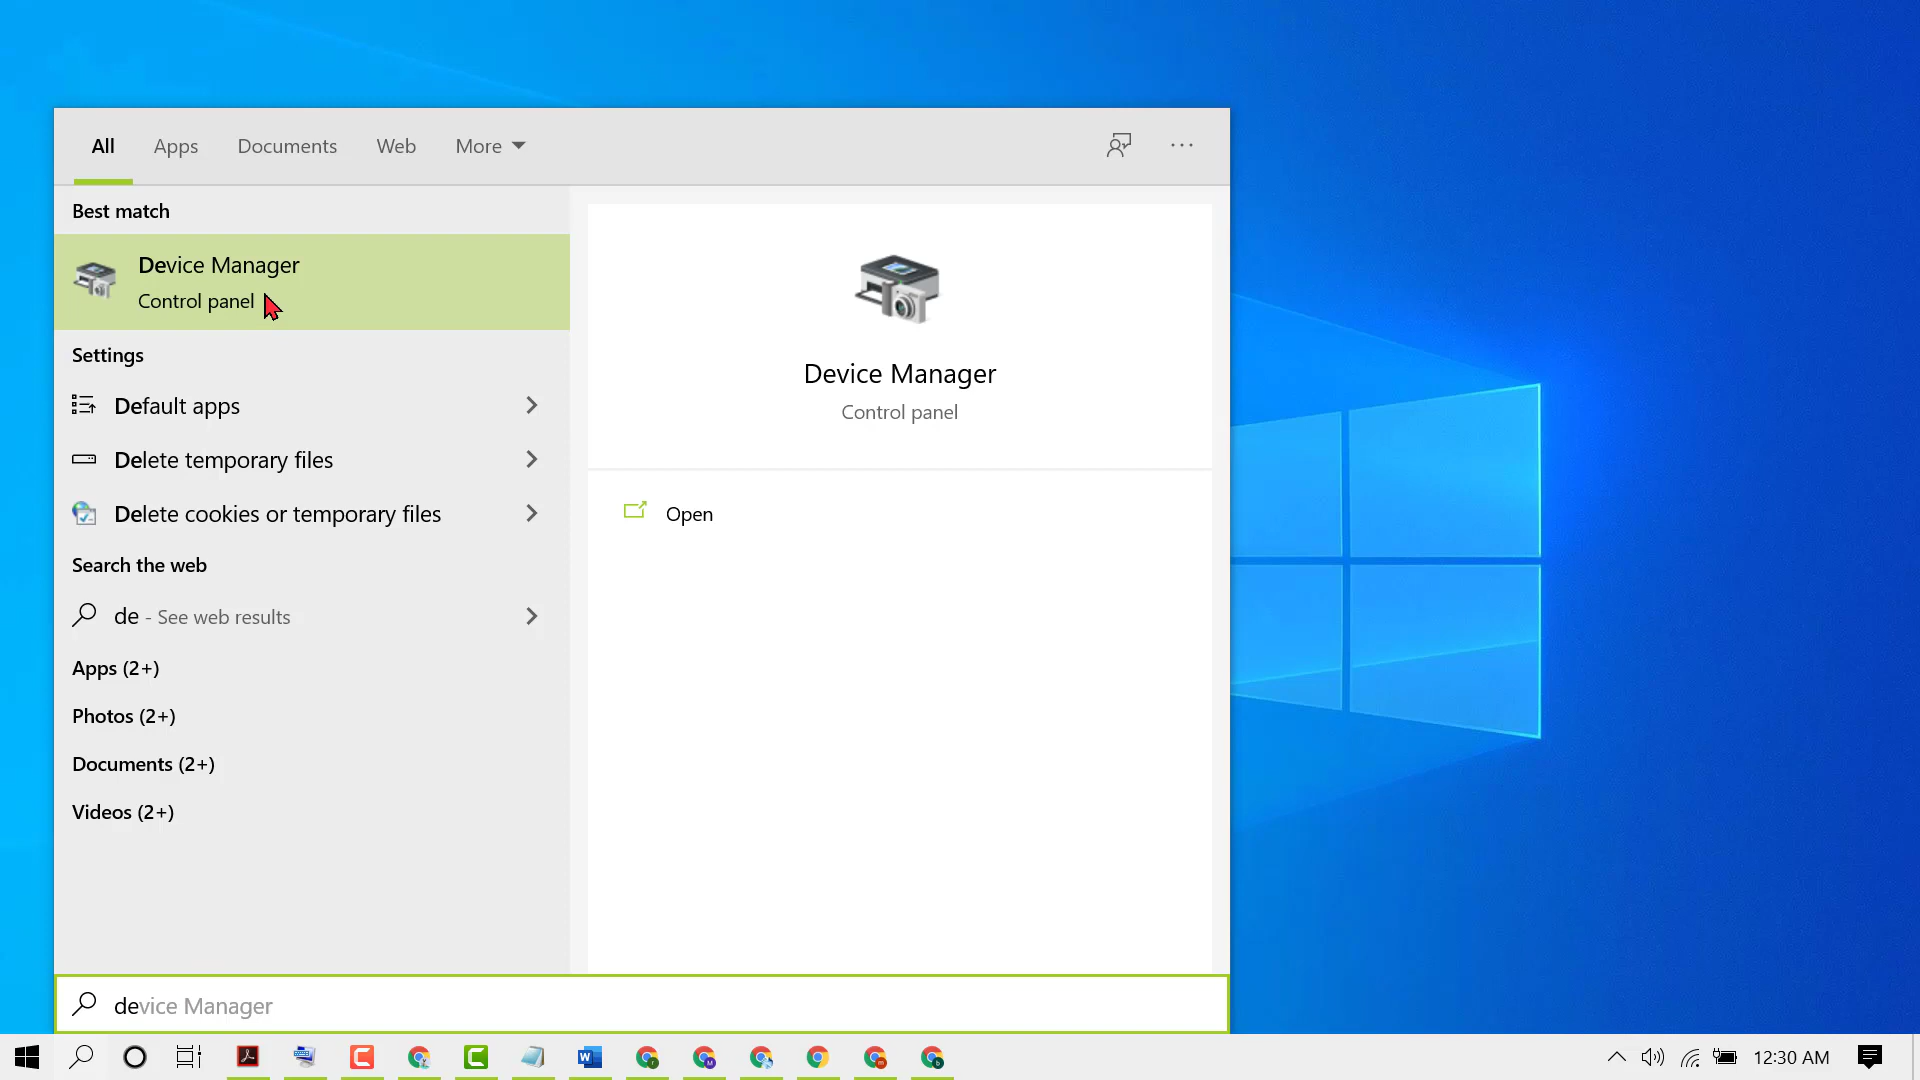 All Apps Documents Web More
Best match
Device Manager
Control panel
Settings
Default apps
Delete temporary files
Delete cookies or temporary files
Search the web
de - See web results
Apps (2+)
Photos (2+)
Documents (2+)
Videos (2+)
Device Manager
Control panel
Open
device Manager
12:30 AM